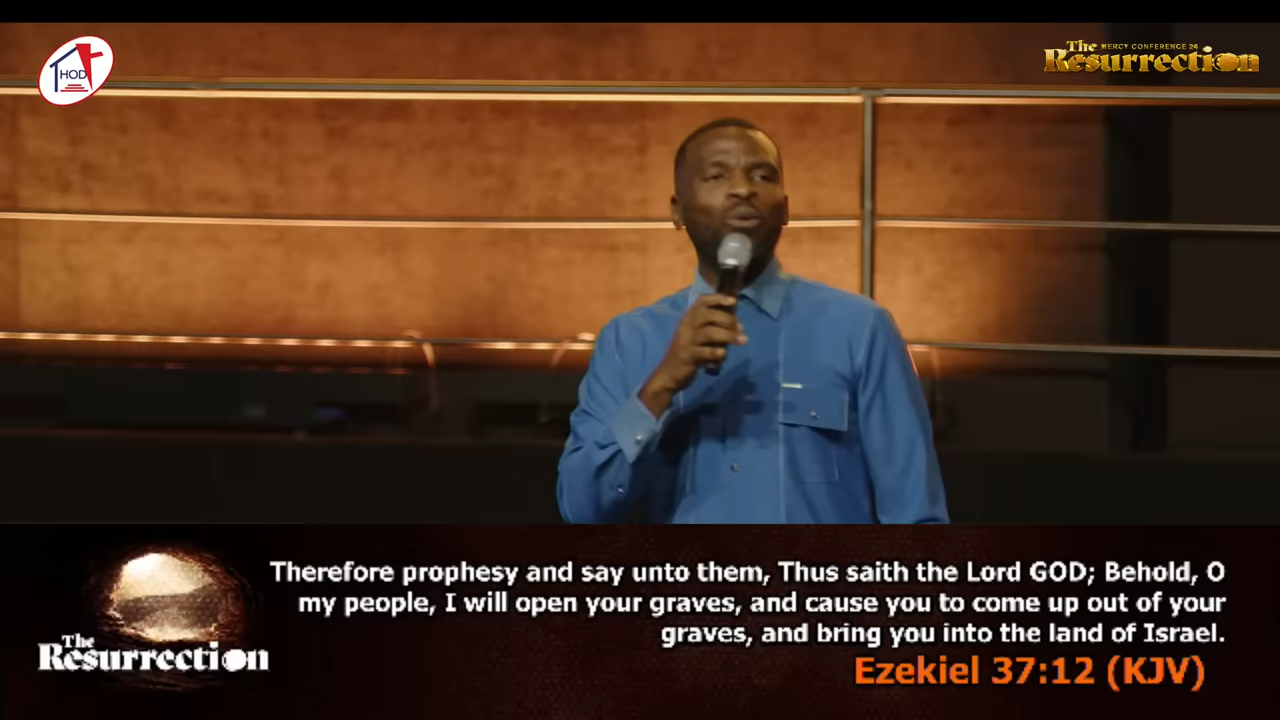 HOD
The MERCY CONFERENCE 24
Resurrection
Therefore prophesy and say unto them, Thus saith the Lord GOD; Behold, O
my people, I will open your graves, and cause you to come up out of your
graves, and bring you into the land of Israel.
Ezekiel 37:12 (KJV)
The
Resurrection